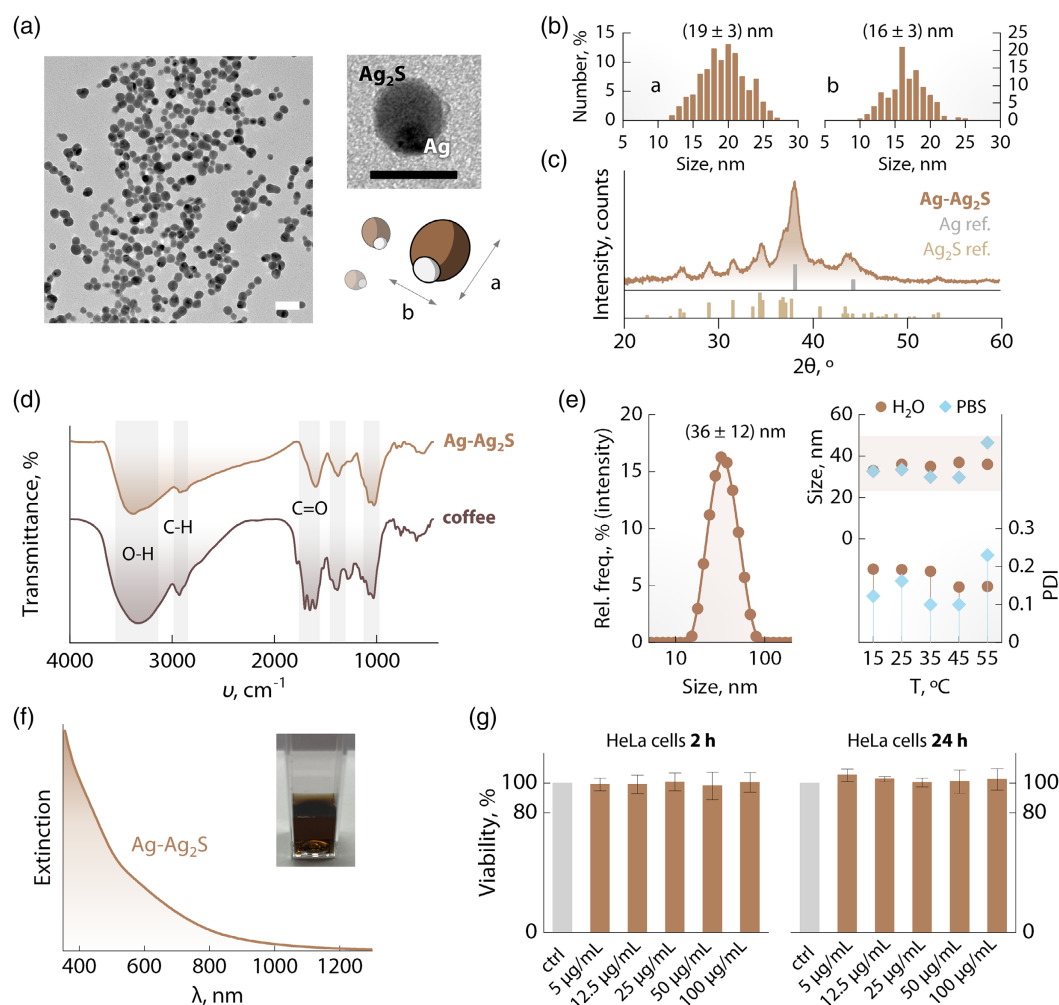 (a)
Ag2S
Ag
a
b
(b)
(19 ± 3) nm
(16 ± 3) nm
Number, %
15
10
5
0
a
b
25
20
15
10
5
0
5 10 15 20 25 30
5 10 15 20 25 30
Size, nm
Size, nm
(c)
Intensity, counts
Ag-Ag2S
Ag ref.
Ag2S ref.
20 30 40 50 60
2θ, º
(d)
Transmittance, %
Ag-Ag2S
C=O
C-H
coffee
O-H
4000 3000 2000 1000
υ, cm-1
(e)
H2O PBS
Rel. freq., % (intensity)
20
15
10
5
0
(36 ± 12) nm
10 100
Size, nm
Size, nm
60
40
20
0
0.3
0.2
0.1
0
PDI
15 25 35 45 55
T, ºC
(f)
Extinction
Ag-Ag2S
400 600 800 1000 1200
λ, nm
(g)
HeLa cells 2 h
HeLa cells 24 h
Viability, %
100
80
0
100
80
0
ctrl 5 μg/mL 12.5 μg/mL 25 μg/mL 50 μg/mL 100 μg/mL
ctrl 5 μg/mL 12.5 μg/mL 25 μg/mL 50 μg/mL 100 μg/mL